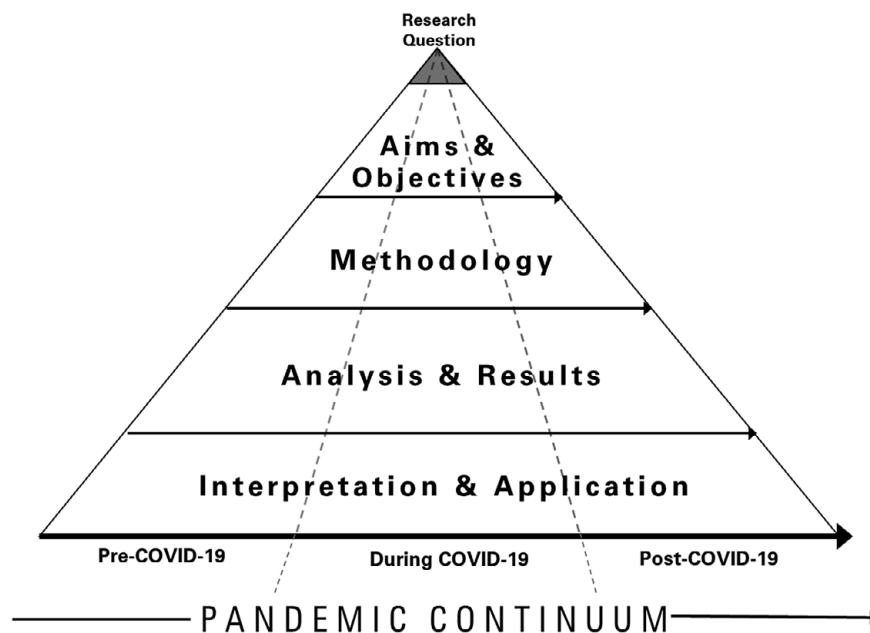 Research
Question
Aims &
Objectives
Methodology
Analysis & Results
Interpretation & Application
Pre-COVID-19
During COVID-19
Post-COVID-19
PANDEMIC CONTINUUM